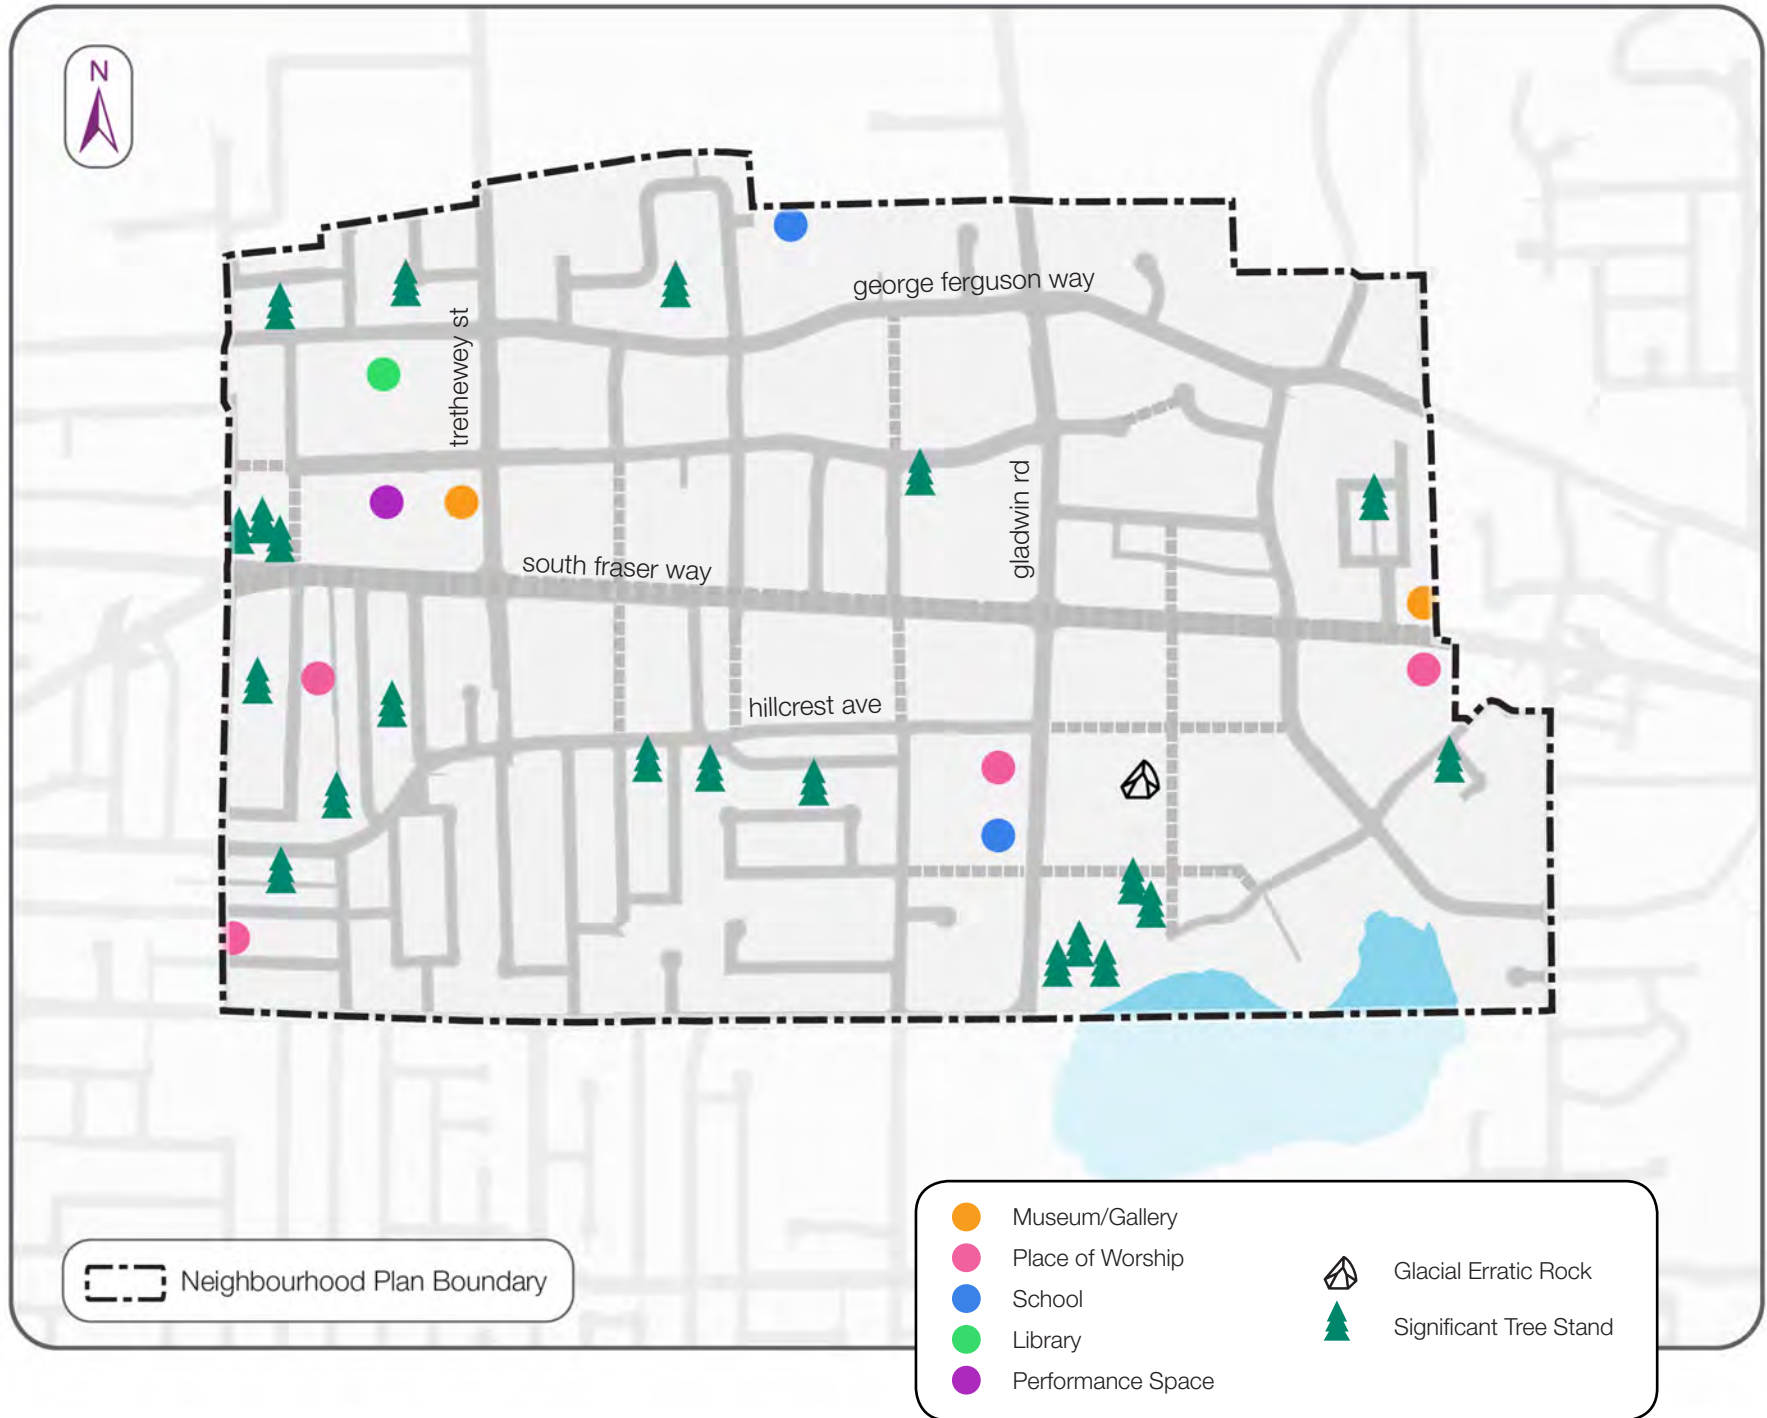 N
george ferguson way
trethewey st
gladwin rd
south fraser way
hillcrest ave
Neighbourhood Plan Boundary
Museum/Gallery
Place of Worship
School
Library
Performance Space
Glacial Erratic Rock
Significant Tree Stand